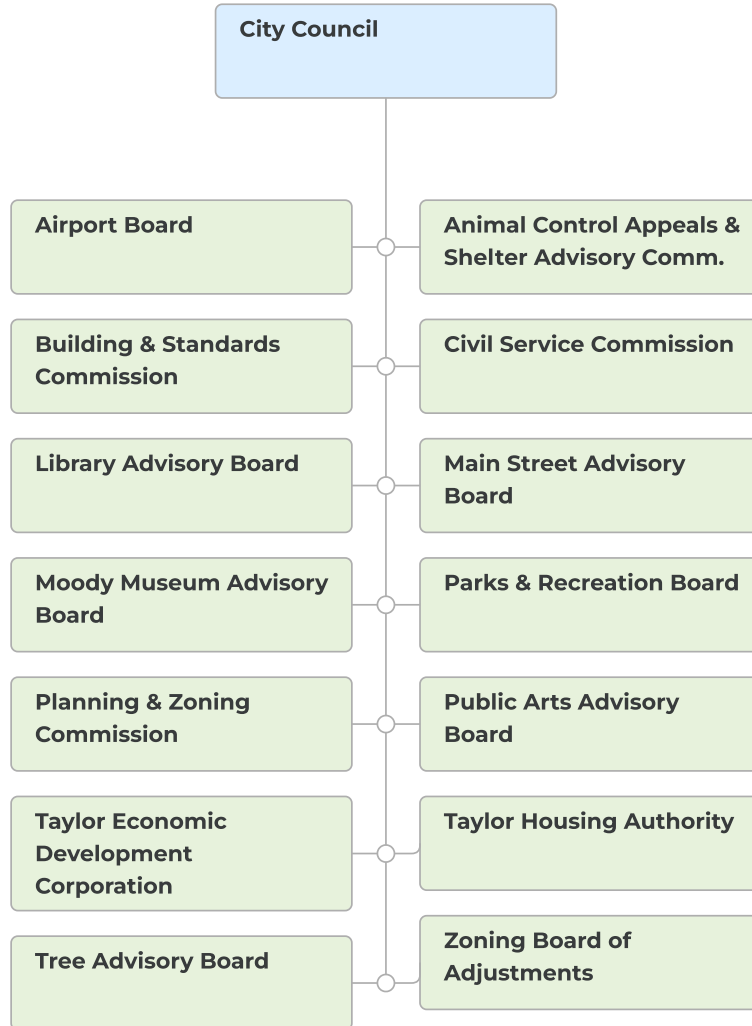 City Council
Airport Board
Animal Control Appeals &
Shelter Advisory Comm.
Building & Standards
Commission
Civil Service Commission
Library Advisory Board
Main Street Advisory
Board
Moody Museum Advisory
Board
Parks & Recreation Board
Planning & Zoning
Commission
Public Arts Advisory
Board
Taylor Economic
Development
Corporation
Taylor Housing Authority
Tree Advisory Board
Zoning Board of
Adjustments